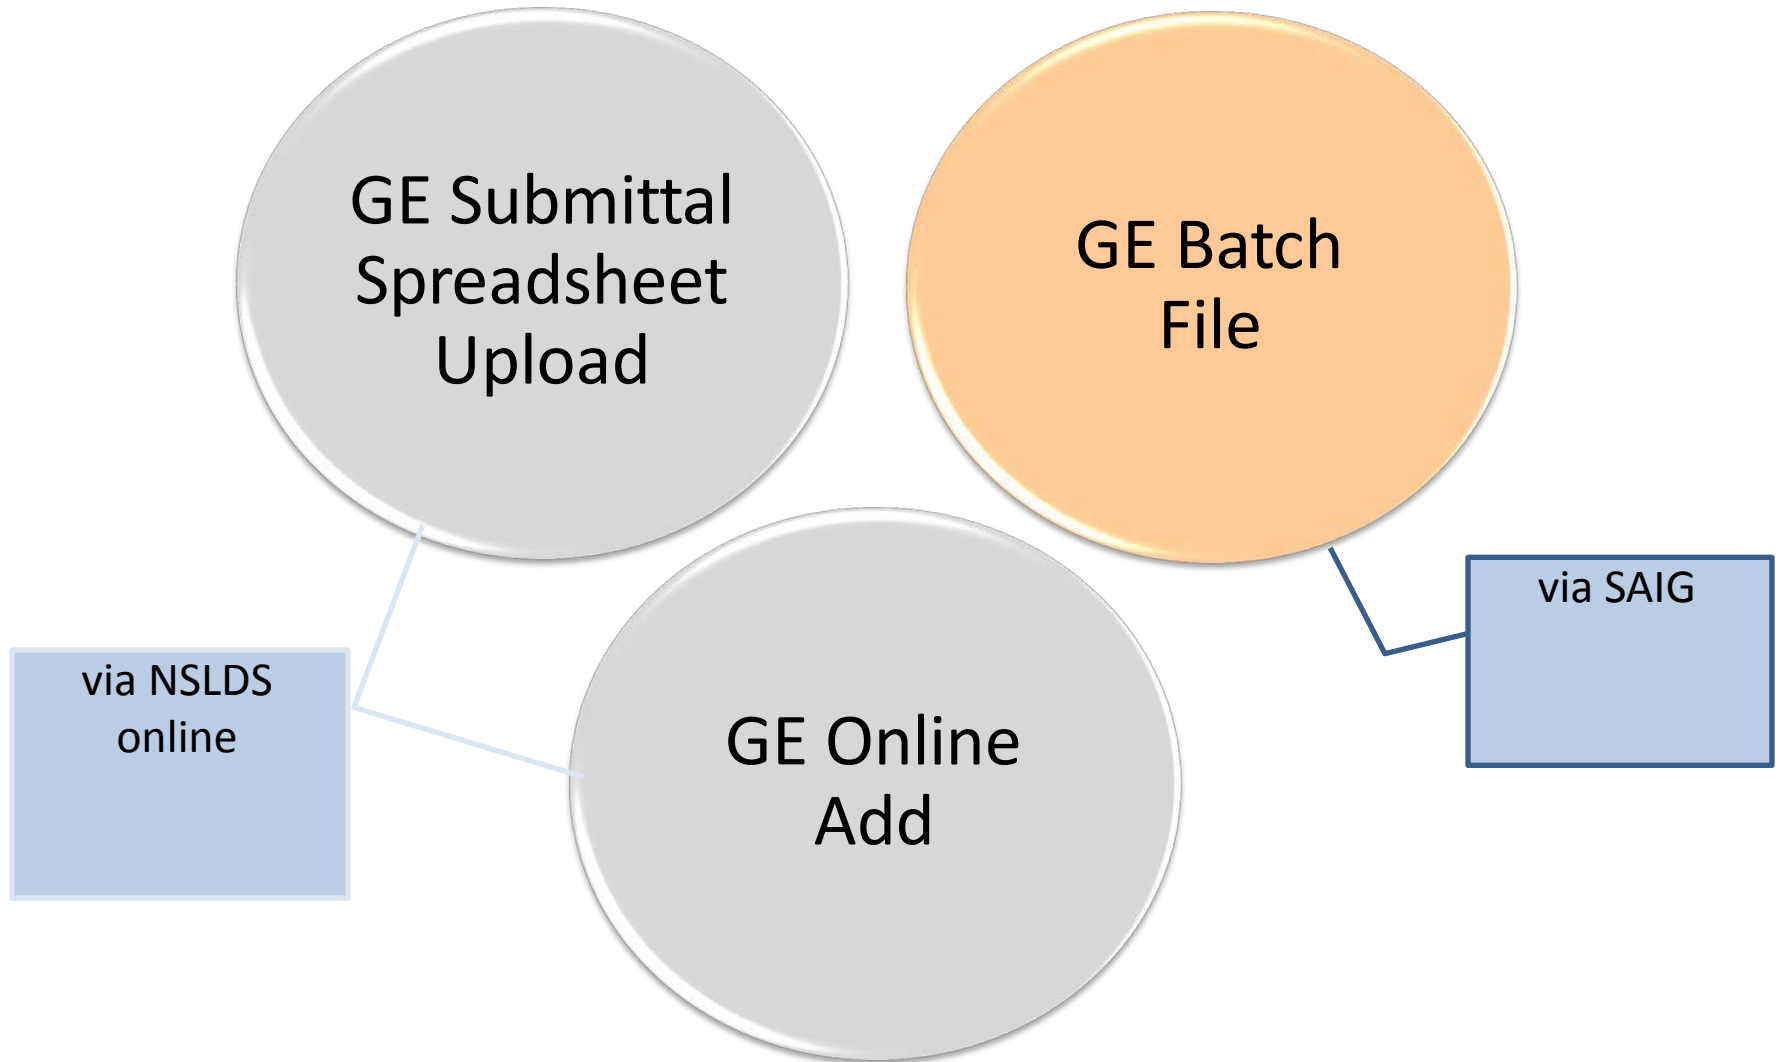 GE Submittal
Spreadsheet
Upload
GE Batch
File
via SAIG
via NSLDS
online
GE Online
Add